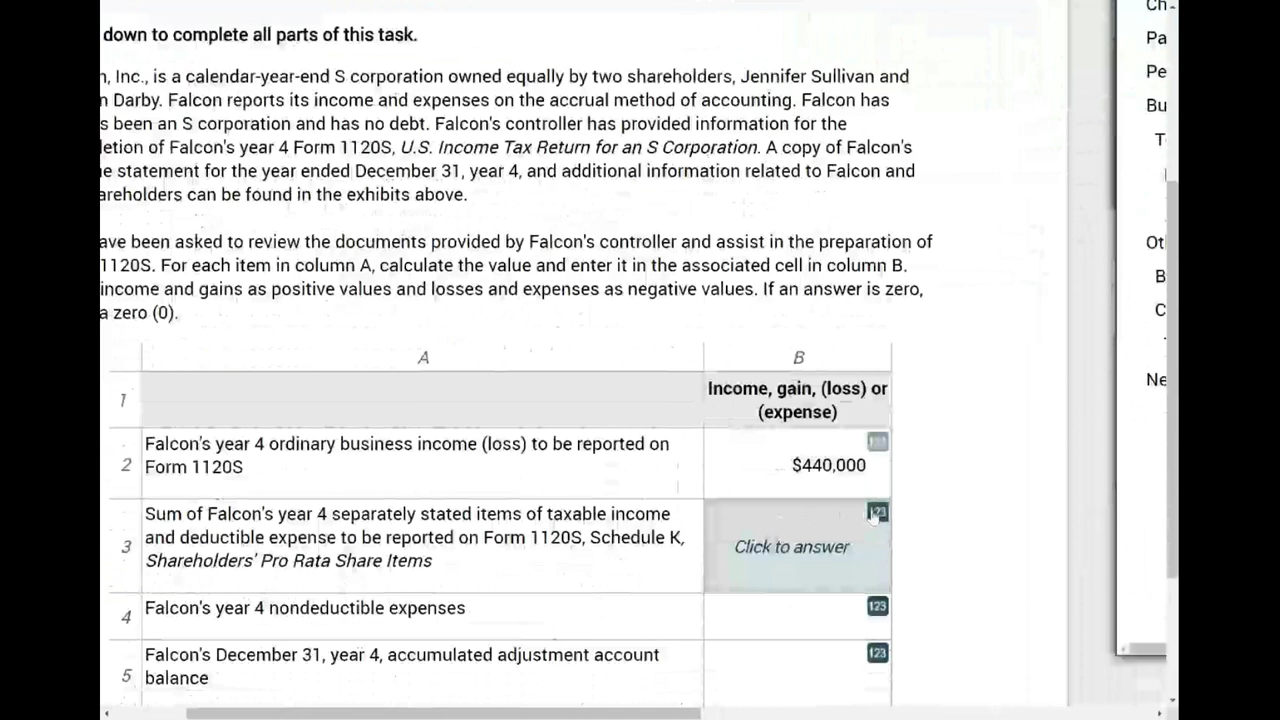 down to complete all parts of this task.
n, Inc., is a calendar-year-end S corporation owned equally by two shareholders, Jennifer Sullivan and
n Darby. Falcon reports its income and expenses on the accrual method of accounting. Falcon has
s been an S corporation and has no debt. Falcon's controller has provided information for the
letion of Falcon's year 4 Form 1120S, U.S. Income Tax Return for an S Corporation. A copy of Falcon's
e statement for the year ended December 31, year 4, and additional information related to Falcon and
areholders can be found in the exhibits above.
ave been asked to review the documents provided by Falcon's controller and assist in the preparation of
1120S. For each item in column A, calculate the value and enter it in the associated cell in column B.
income and gains as positive values and losses and expenses as negative values. If an answer is zero,
a zero (0).
A B
1 Income, gain, (loss) or
(expense)
Falcon's year 4 ordinary business income (loss) to be reported on
2 Form 1120S $440,000
Sum of Falcon's year 4 separately stated items of taxable income 123
and deductible expense to be reported on Form 1120S, Schedule K,
3 Shareholders' Pro Rata Share Items Click to answer
4 Falcon's year 4 nondeductible expenses 123
Falcon's December 31, year 4, accumulated adjustment account 123
5 balance
Ch
Pa
Pe
Bu
T
Ot
B
C
Ne